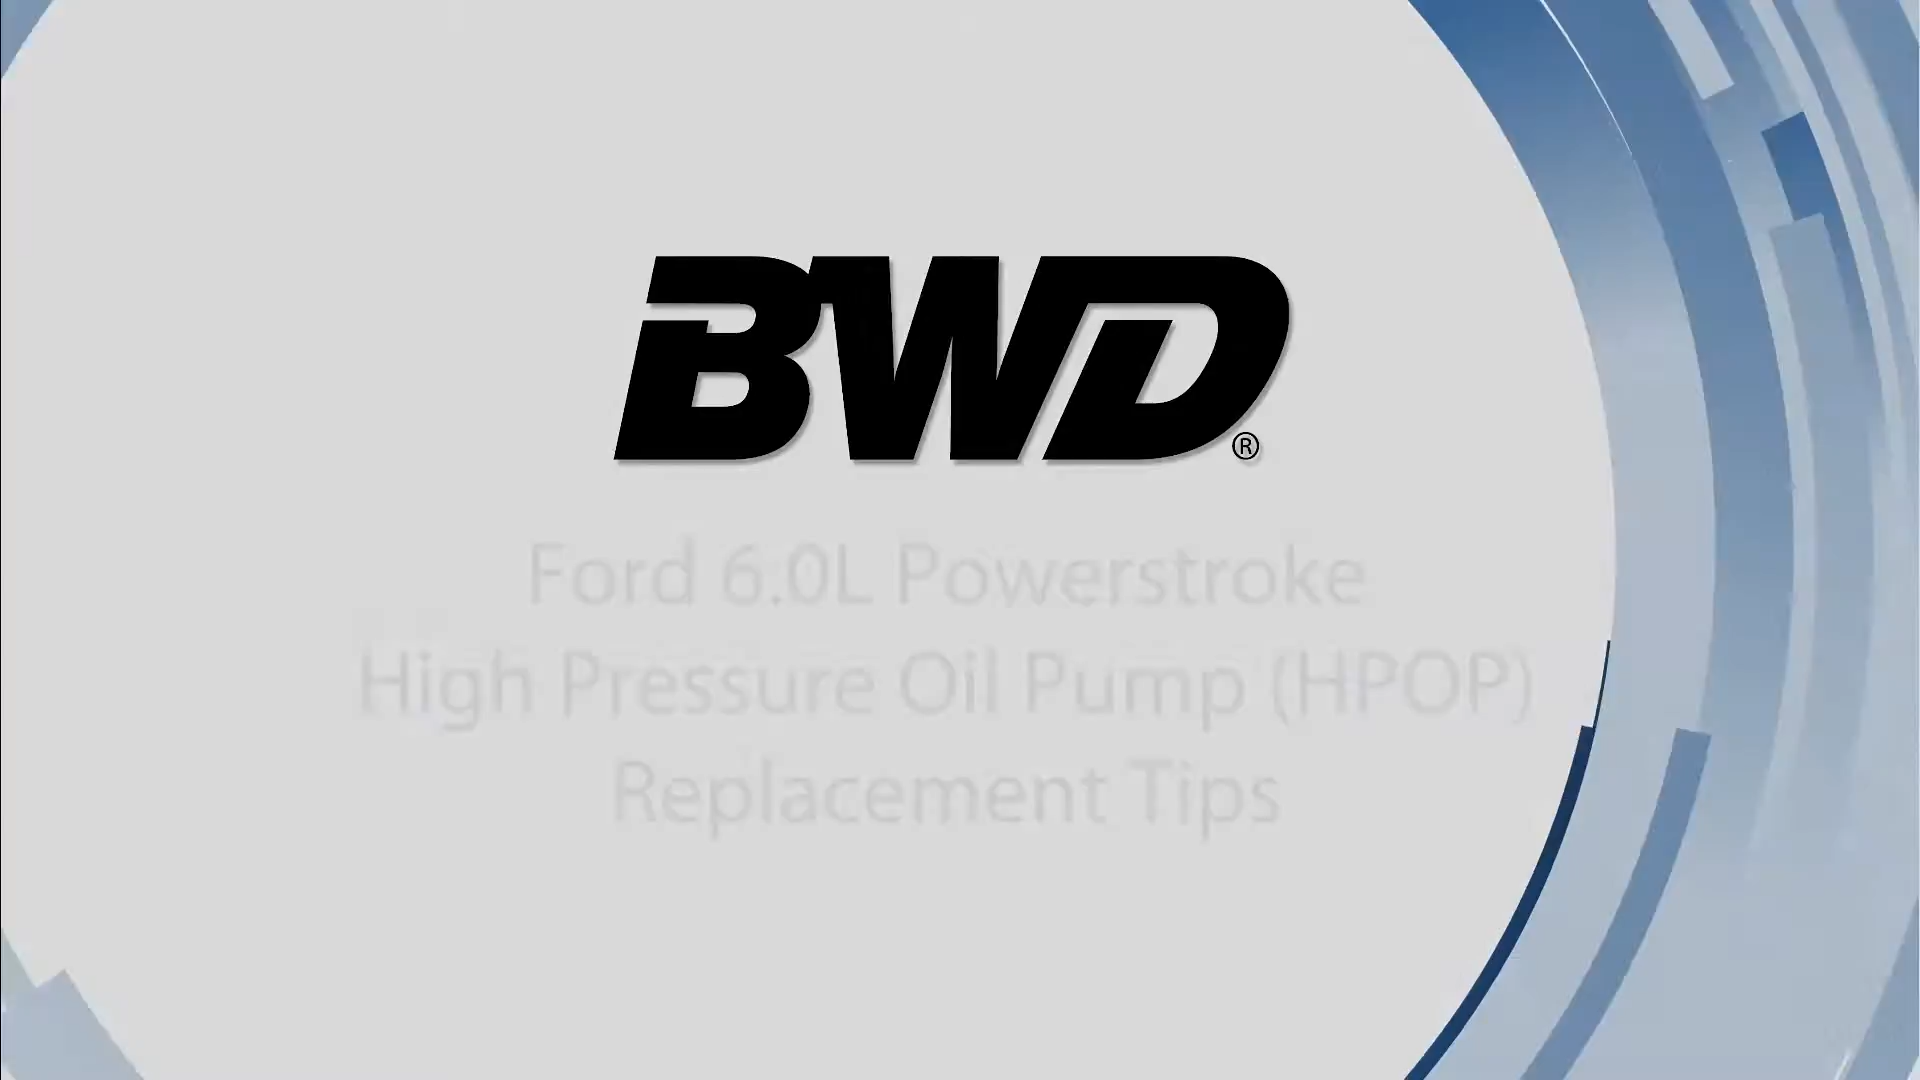 BWD®
Ford 6.0L Powerstroke
High Pressure Oil Pump (HPOP)
Replacement Tips